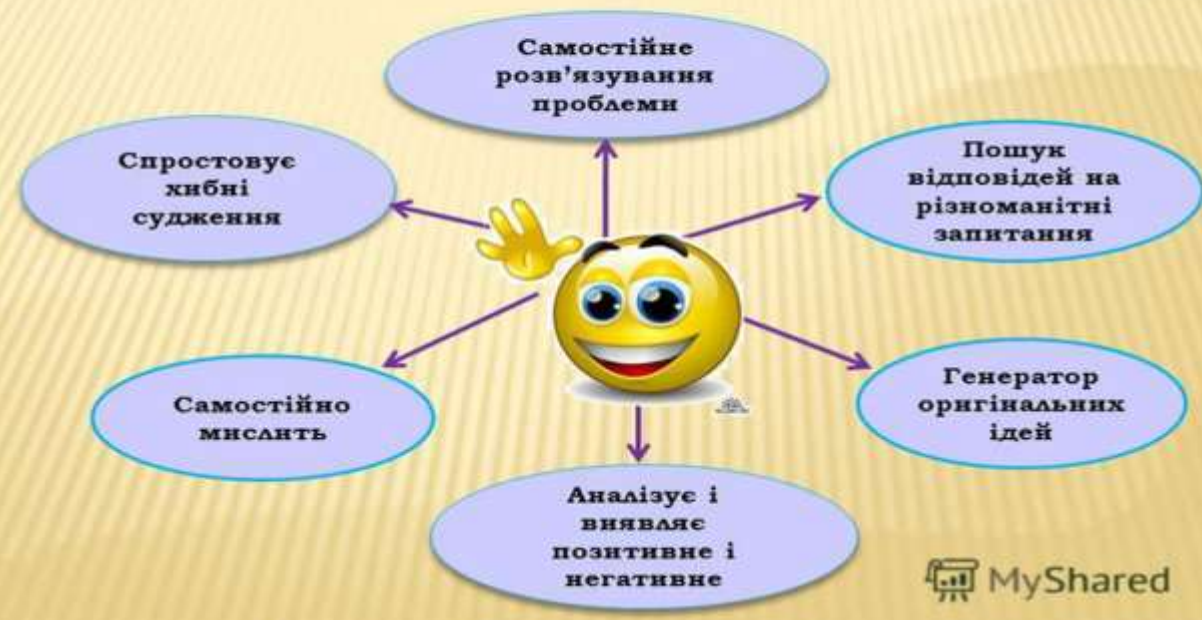 Самостійне
розв’язування
проблеми
Спростовує
хибні
судження
Пошук
відповідей на
різноманітні
запитання
Самостійно
мислить
Генератор
оригінальних
ідей
Аналізує і
виявляє
позитивне і
негативне
MyShared